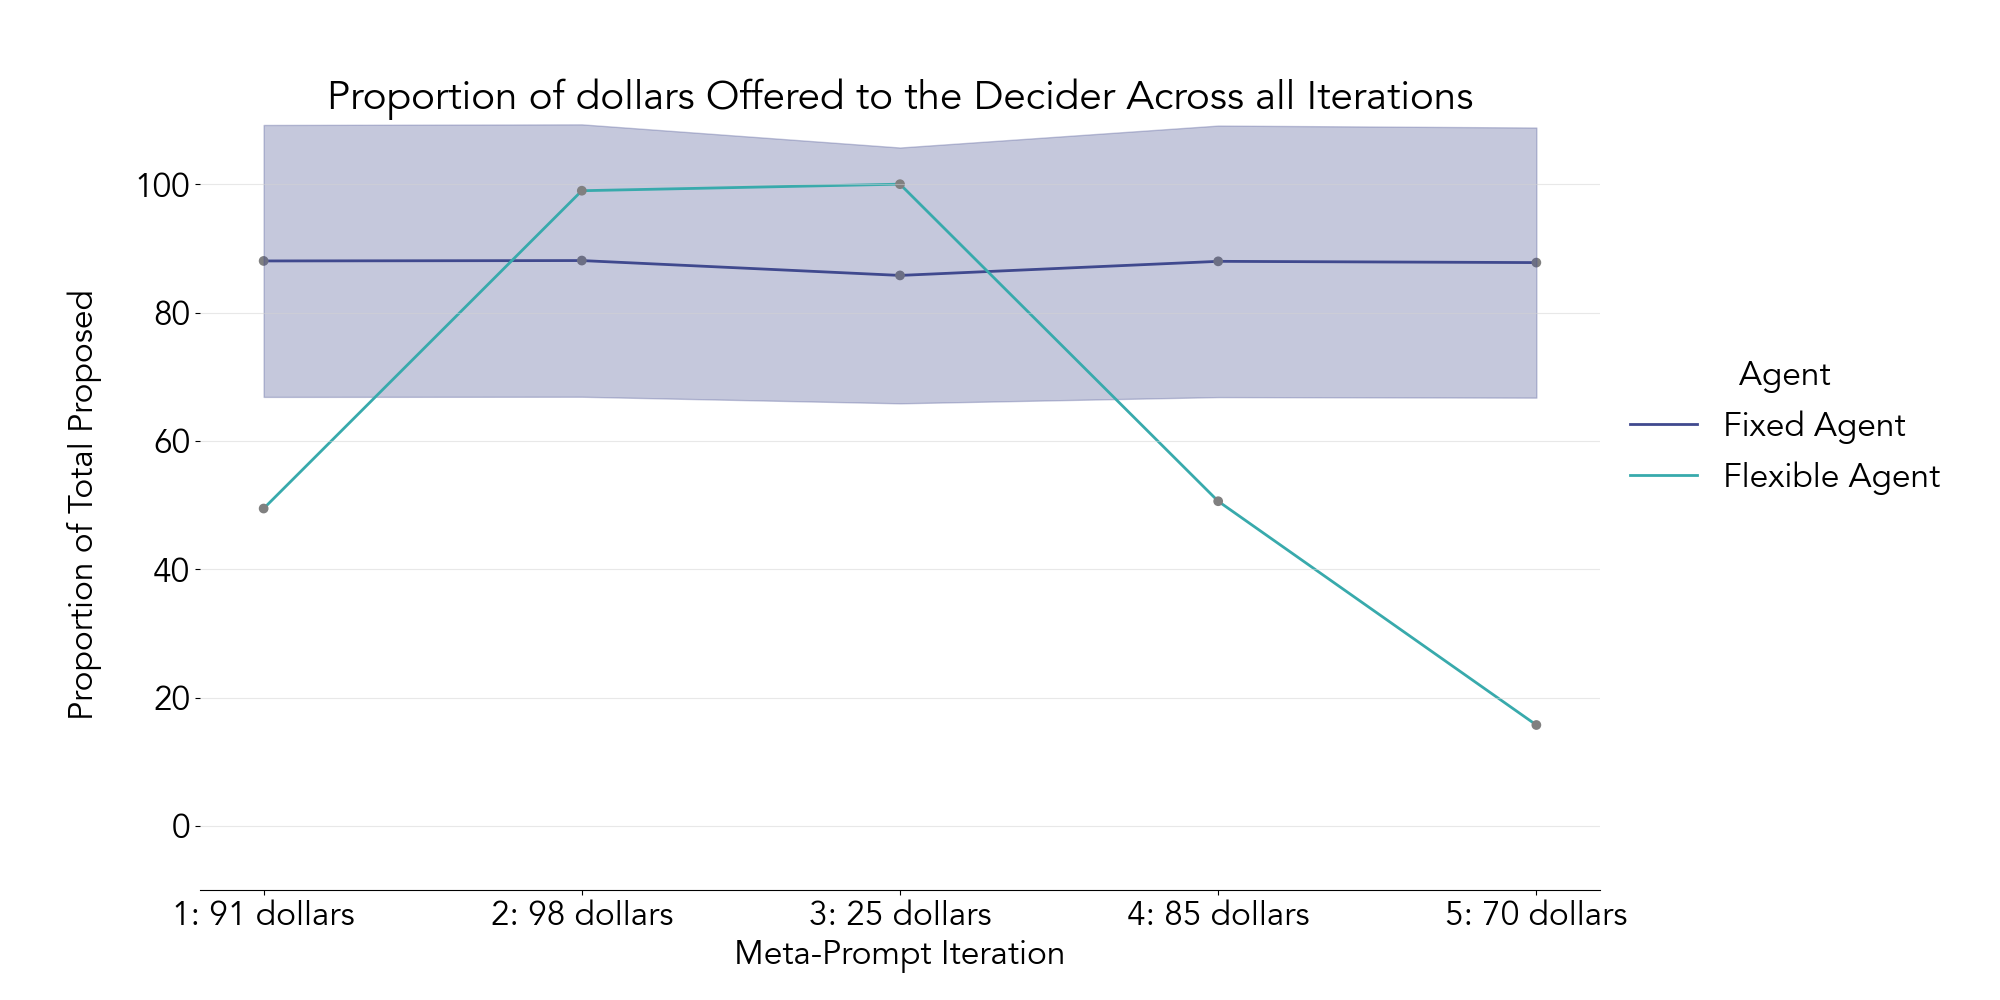 Proportion of dollars Offered to the Decider Across all Iterations
Proportion of Total Proposed
100
80
60
40
20
0
1: 91 dollars
2: 98 dollars
3: 25 dollars
4: 85 dollars
5: 70 dollars
Meta-Prompt Iteration
Agent
Fixed Agent
Flexible Agent